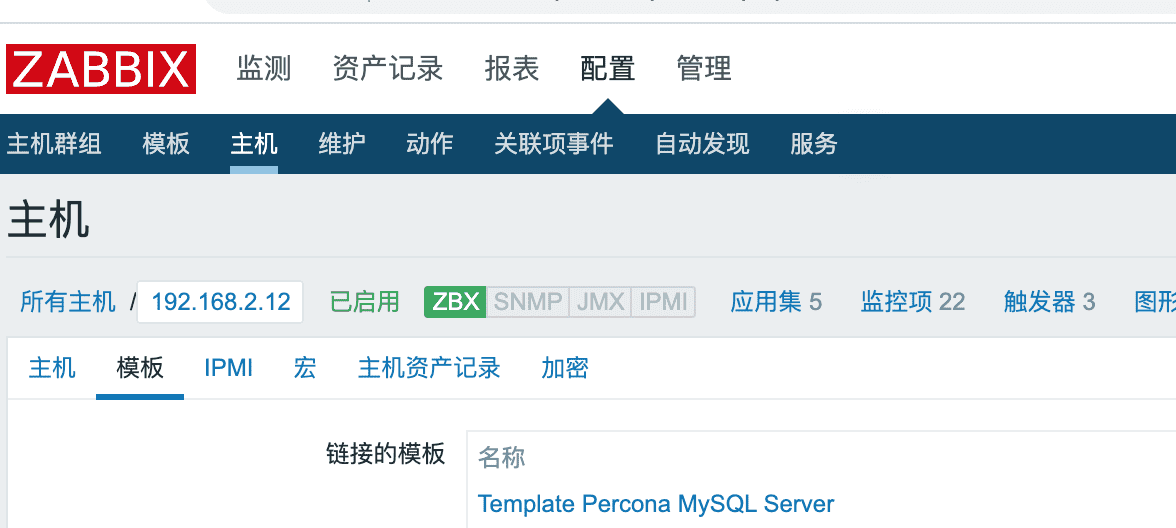 ZABBIX 监测 资产记录 报表 配置 管理
主机群组 模板 主机 维护 动作 关联项事件 自动发现 服务
主机
所有主机 / 192.168.2.12 已启用 ZBX SNMP JMX IPMI 应用集 5 监控项 22 触发器 3 图形
主机 模板 IPMI 宏 主机资产记录 加密
链接的模板 名称
Template Percona MySQL Server